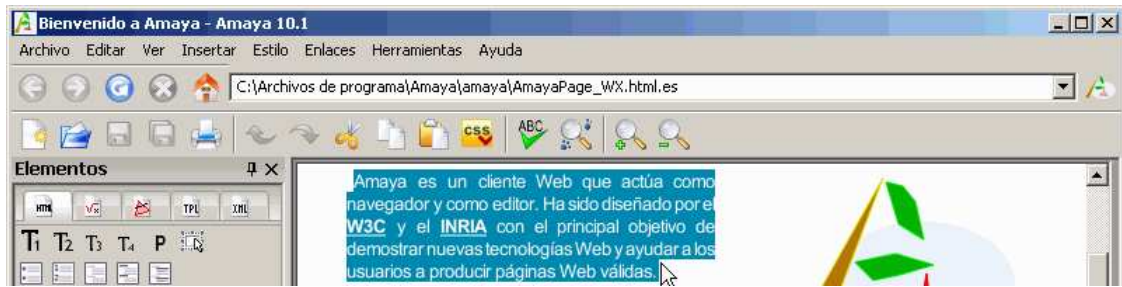 Bienvenido a Amaya - Amaya 10.1
Archivo Editar Ver Insertar Estilo Enlaces Herramientas Ayuda
C:\Archivos de programa\Amaya\amaya\AmayaPage_WX.html.es
CSS ABC
Elementos
HTML TPL XML
T1 T2 T3 T4 P
Amaya es un cliente Web que actúa como
navegador y como editor. Ha sido diseñado por el
W3C y el INRIA con el principal objetivo de
demostrar nuevas tecnologías Web y ayudar a los
usuarios a producir páginas Web válidas.